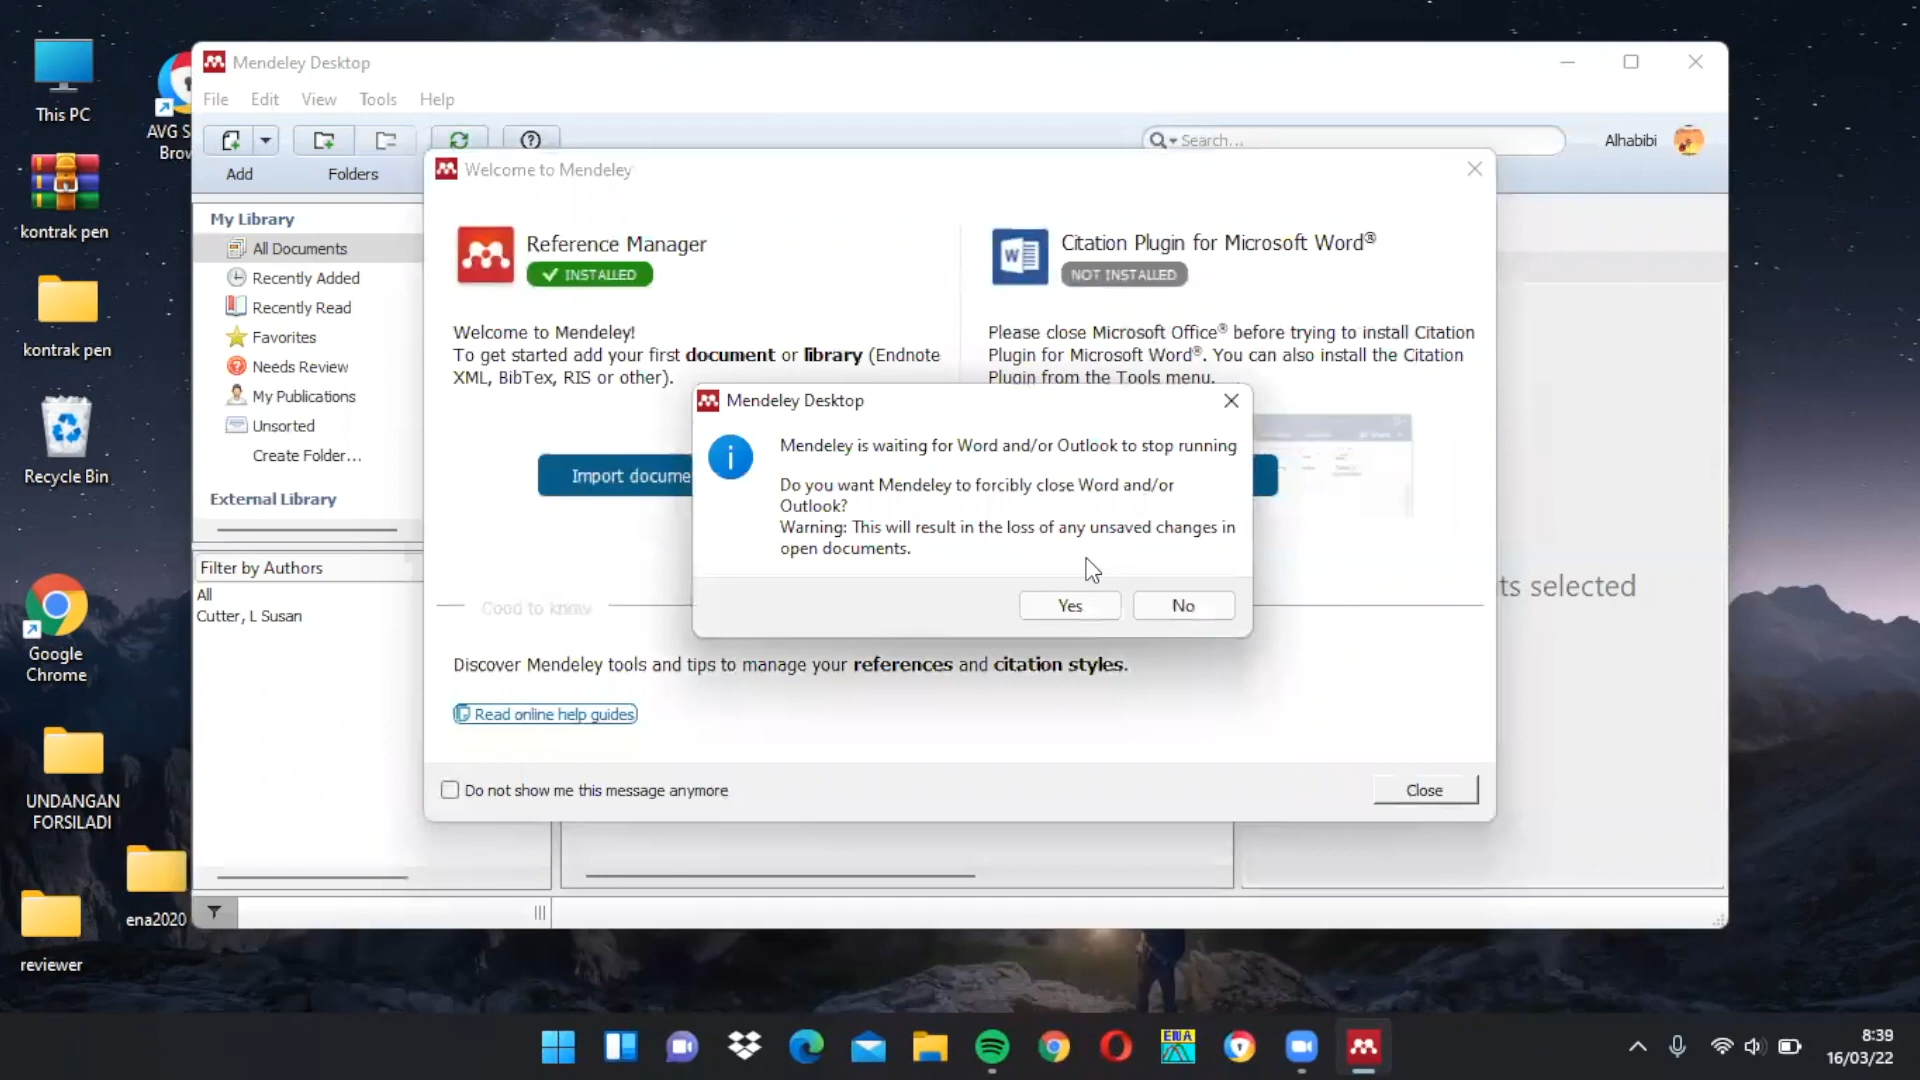 This PC
AVG S
Brov
kontrak pen
kontrak pen
Recycle Bin
Google
Chrome
UNDANGAN
FORSILADI
ena2020
reviewer
Mendeley Desktop
File Edit View Tools Help
Search...
Alhabibi
Add Folders
My Library
All Documents
Recently Added
Recently Read
Favorites
Needs Review
My Publications
Unsorted
Create Folder...
External Library
Filter by Authors
All
Cutter, L Susan
Welcome to Mendeley
Reference Manager
INSTALLED
Welcome to Mendeley!
To get started add your first document or library (Endnote
XML, BibTex, RIS or other).
Import docume
Citation Plugin for Microsoft Word®
NOT INSTALLED
Please close Microsoft Office® before trying to install Citation
Plugin for Microsoft Word®. You can also install the Citation
Plugin from the Tools menu.
Mendeley Desktop
Mendeley is waiting for Word and/or Outlook to stop running
Do you want Mendeley to forcibly close Word and/or
Outlook?
Warning: This will result in the loss of any unsaved changes in
open documents.
Yes No
ts selected
Good to know
Discover Mendeley tools and tips to manage your references and citation styles.
Read online help guides
Do not show me this message anymore
Close
ENA
8:39
16/03/22